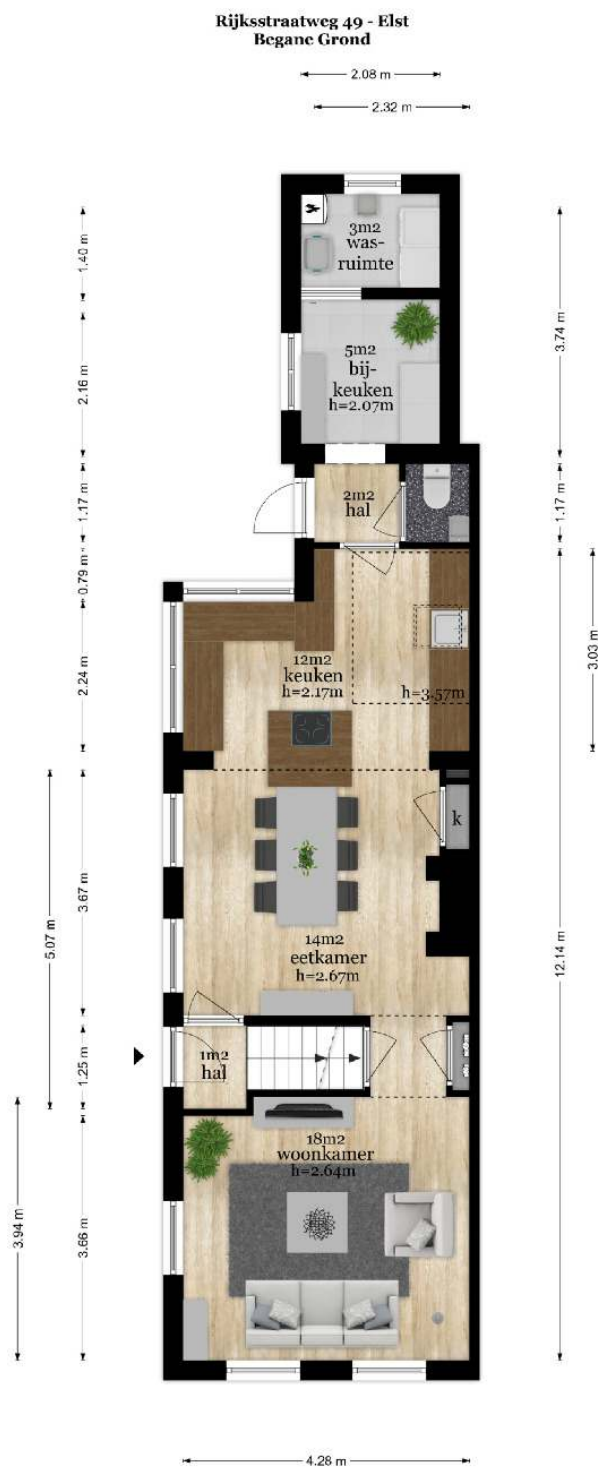 Rijksstraatweg 49 - Elst
Begane Grond
2.08 m
2.32 m
3m2
was-
ruimte
1.40 m
3.74 m
5m2
bij-
keuken
h=2.07m
2.16 m
2m2
hal
1.17 m
1.17 m
0.79 m
12m2
keuken
h=2.17m
h=3.57m
2.24 m
3.03 m
k
3.67 m
5.07 m
14m2
eetkamer
h=2.67m
12.14 m
1m2
hal
1.25 m
18m2
woonkamer
h=2.64m
3.94 m
3.66 m
4.28 m